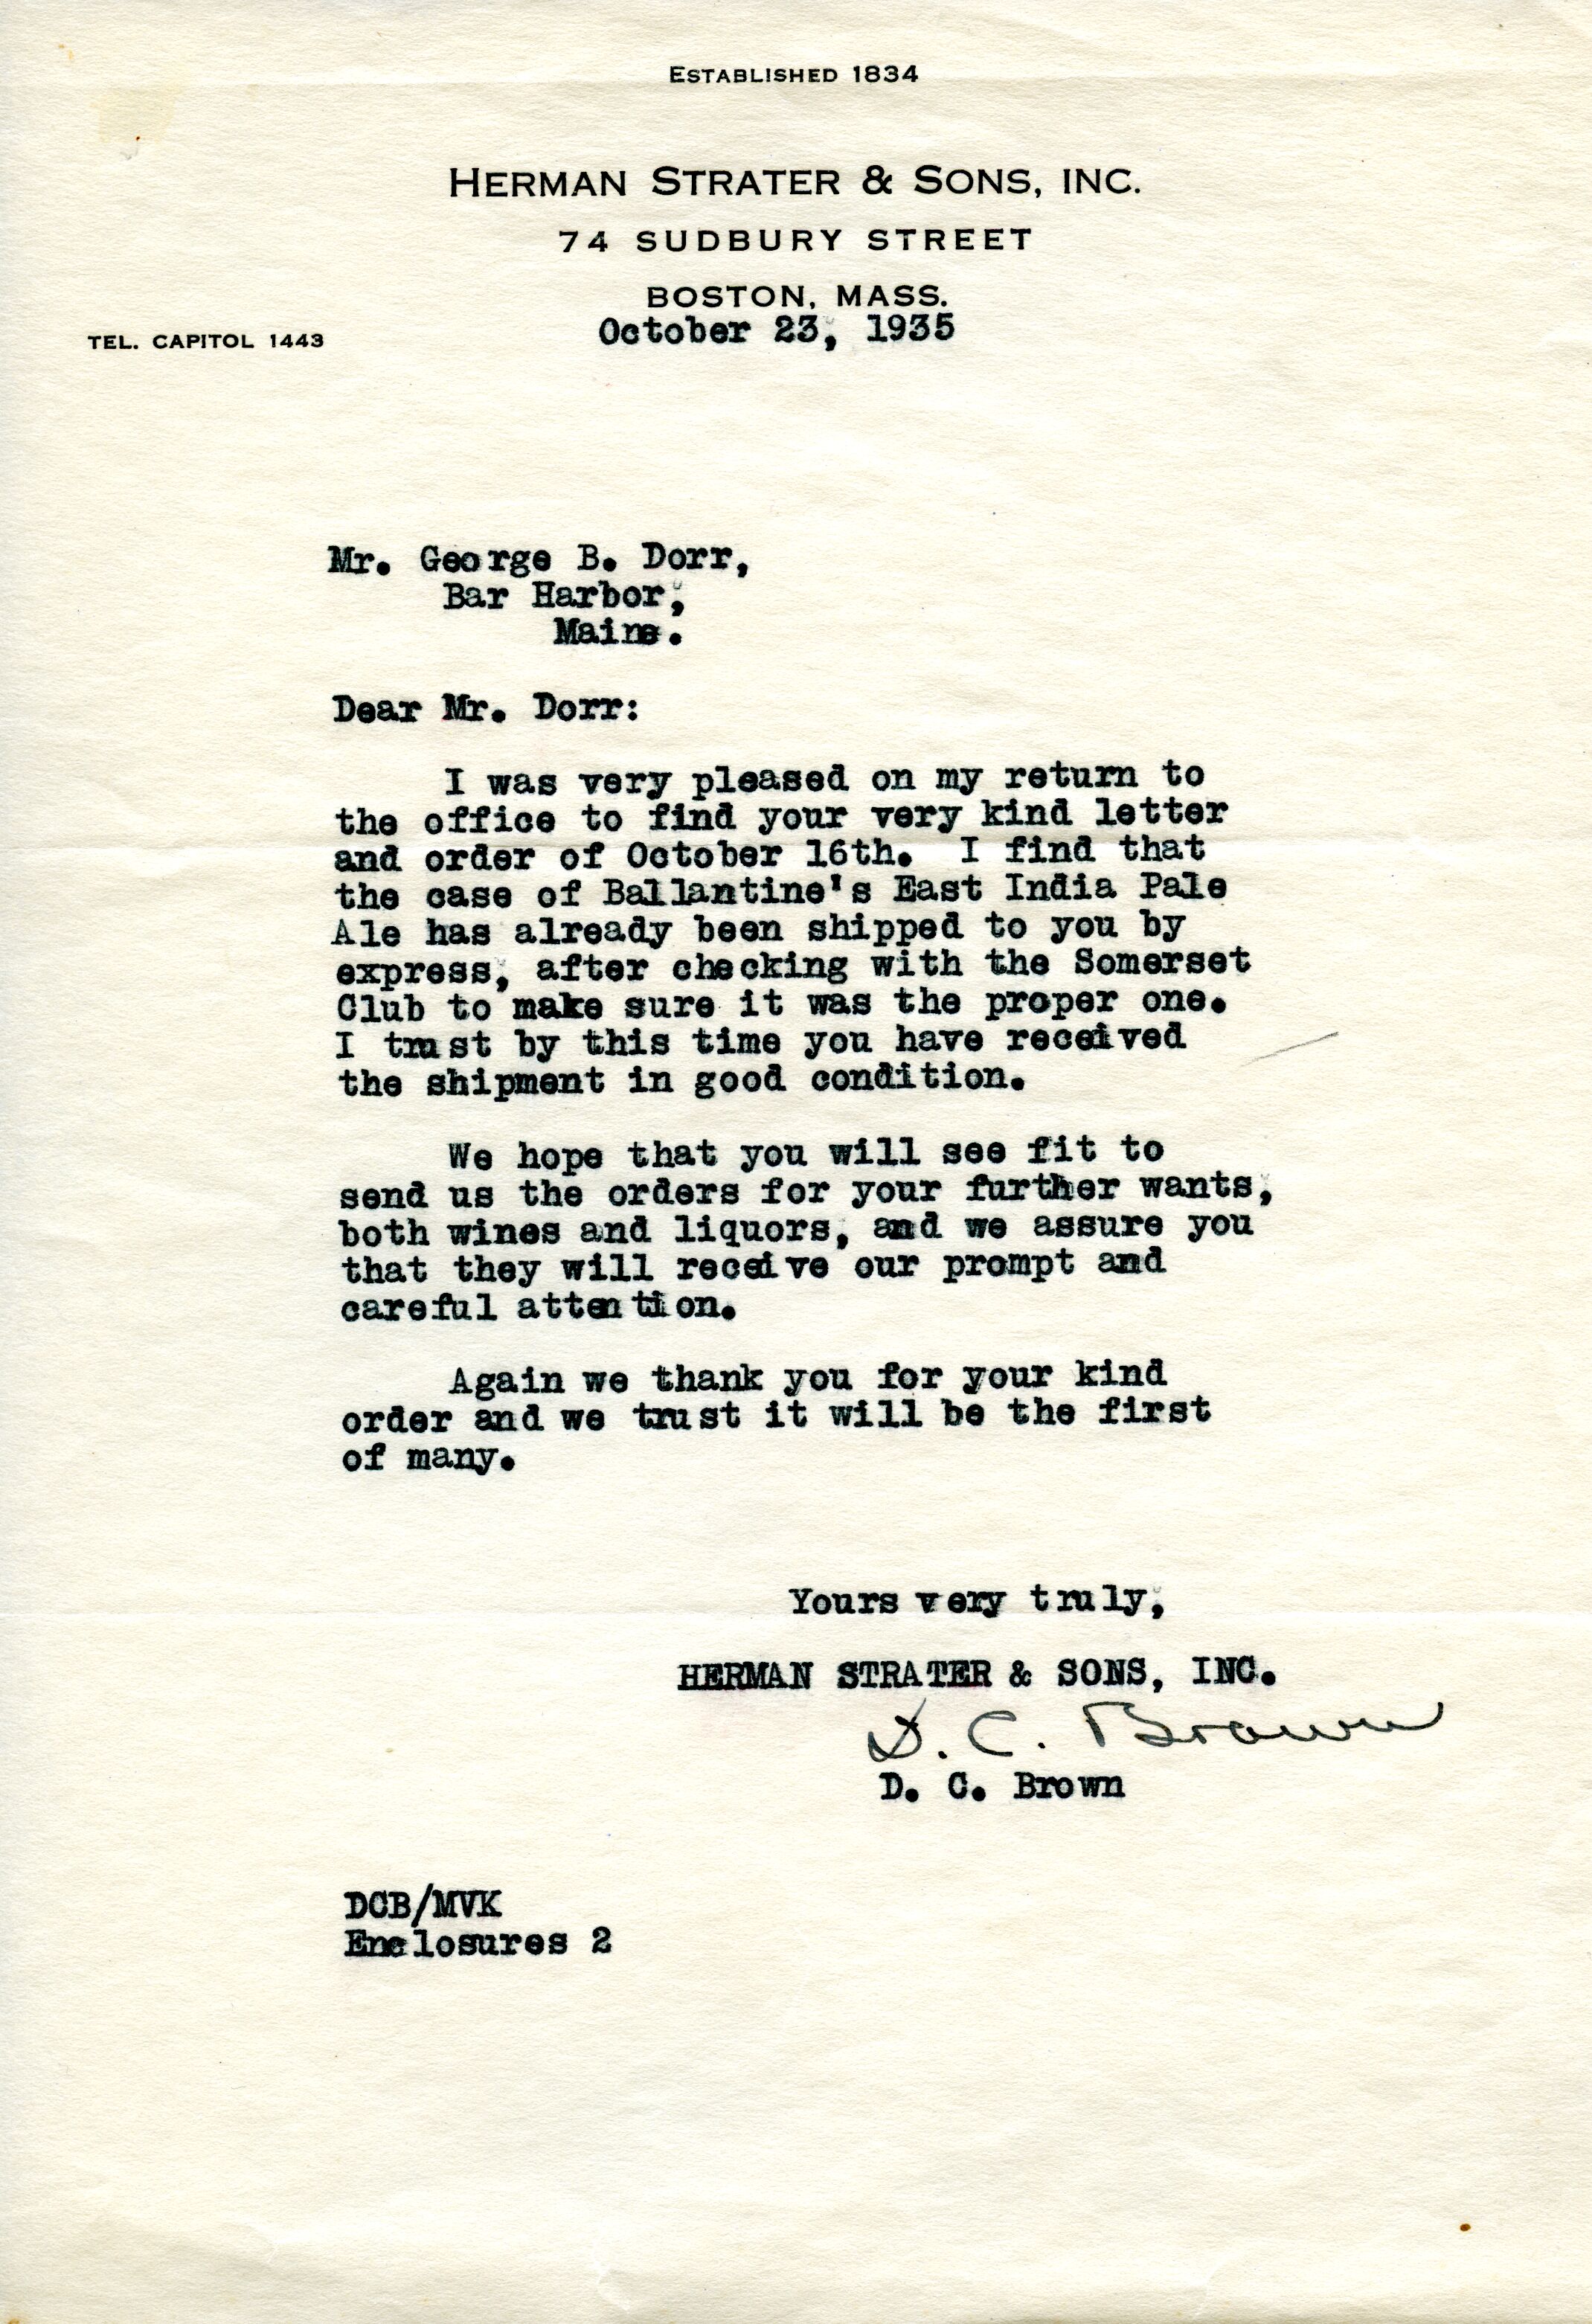 ESTABLISHED 1834
HERMAN STRATER & SONS, INC.
74 SUDBURY STREET
BOSTON, MASS.
TEL. CAPITOL 1443
October 23, 1935
Mr. George B. Dorr,
Bar Harbor,
Maine.
Dear Mr. Dorr:
I was very pleased on my return to
the office to find your very kind letter
and order of October 16th. I find that
the case of Ballantine's East India Pale
Ale has already been shipped to you by
express, after checking with the Somerset
Club to make sure it was the proper one.
I trust by this time you have received
the shipment in good condition.
We hope that you will see fit to
send us the orders for your further wants,
both wines and liquors, and we assure you
that they will receive our prompt and
careful attention.
Again we thank you for your kind
order and we trust it will be the first
of many.
Yours very truly,
HERMAN STRATER & SONS, INC.
D. C. Brown
D. C. Brown
DCB/MVK
Enclosures 2